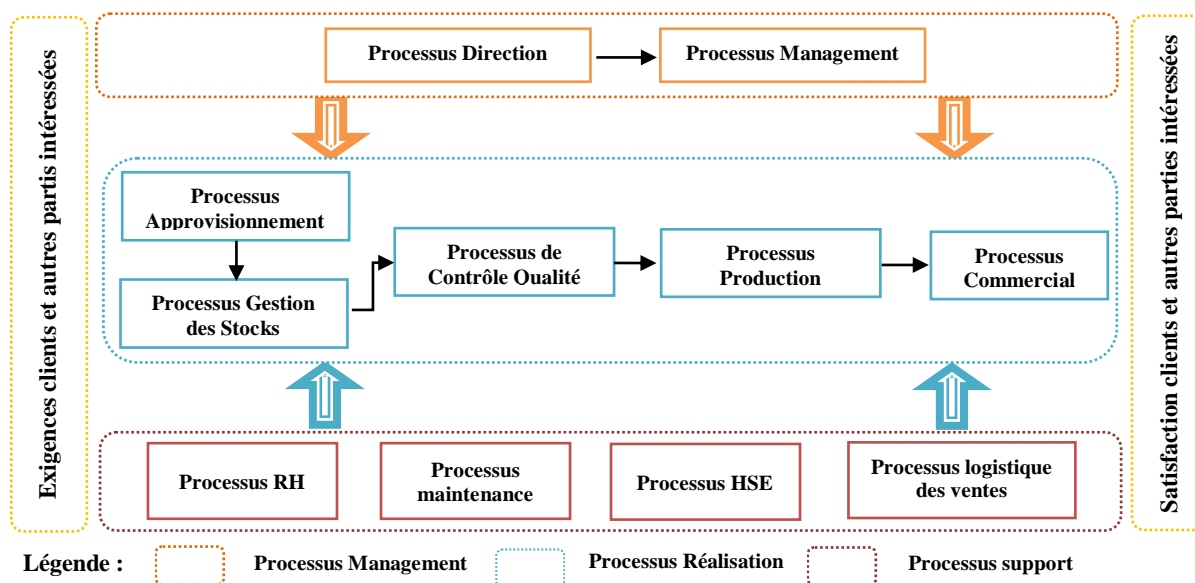 Exigences clients et autres partis intéressées
Processus Direction
Processus Management
Processus
Approvisionnement
Processus Gestion
des Stocks
Processus de
Contrôle Qualité
Processus
Production
Processus
Commercial
Processus RH
Processus
maintenance
Processus HSE
Processus logistique
des ventes
Satisfaction clients et autres parties intéressées
Légende :
Processus Management
Processus Réalisation
Processus support